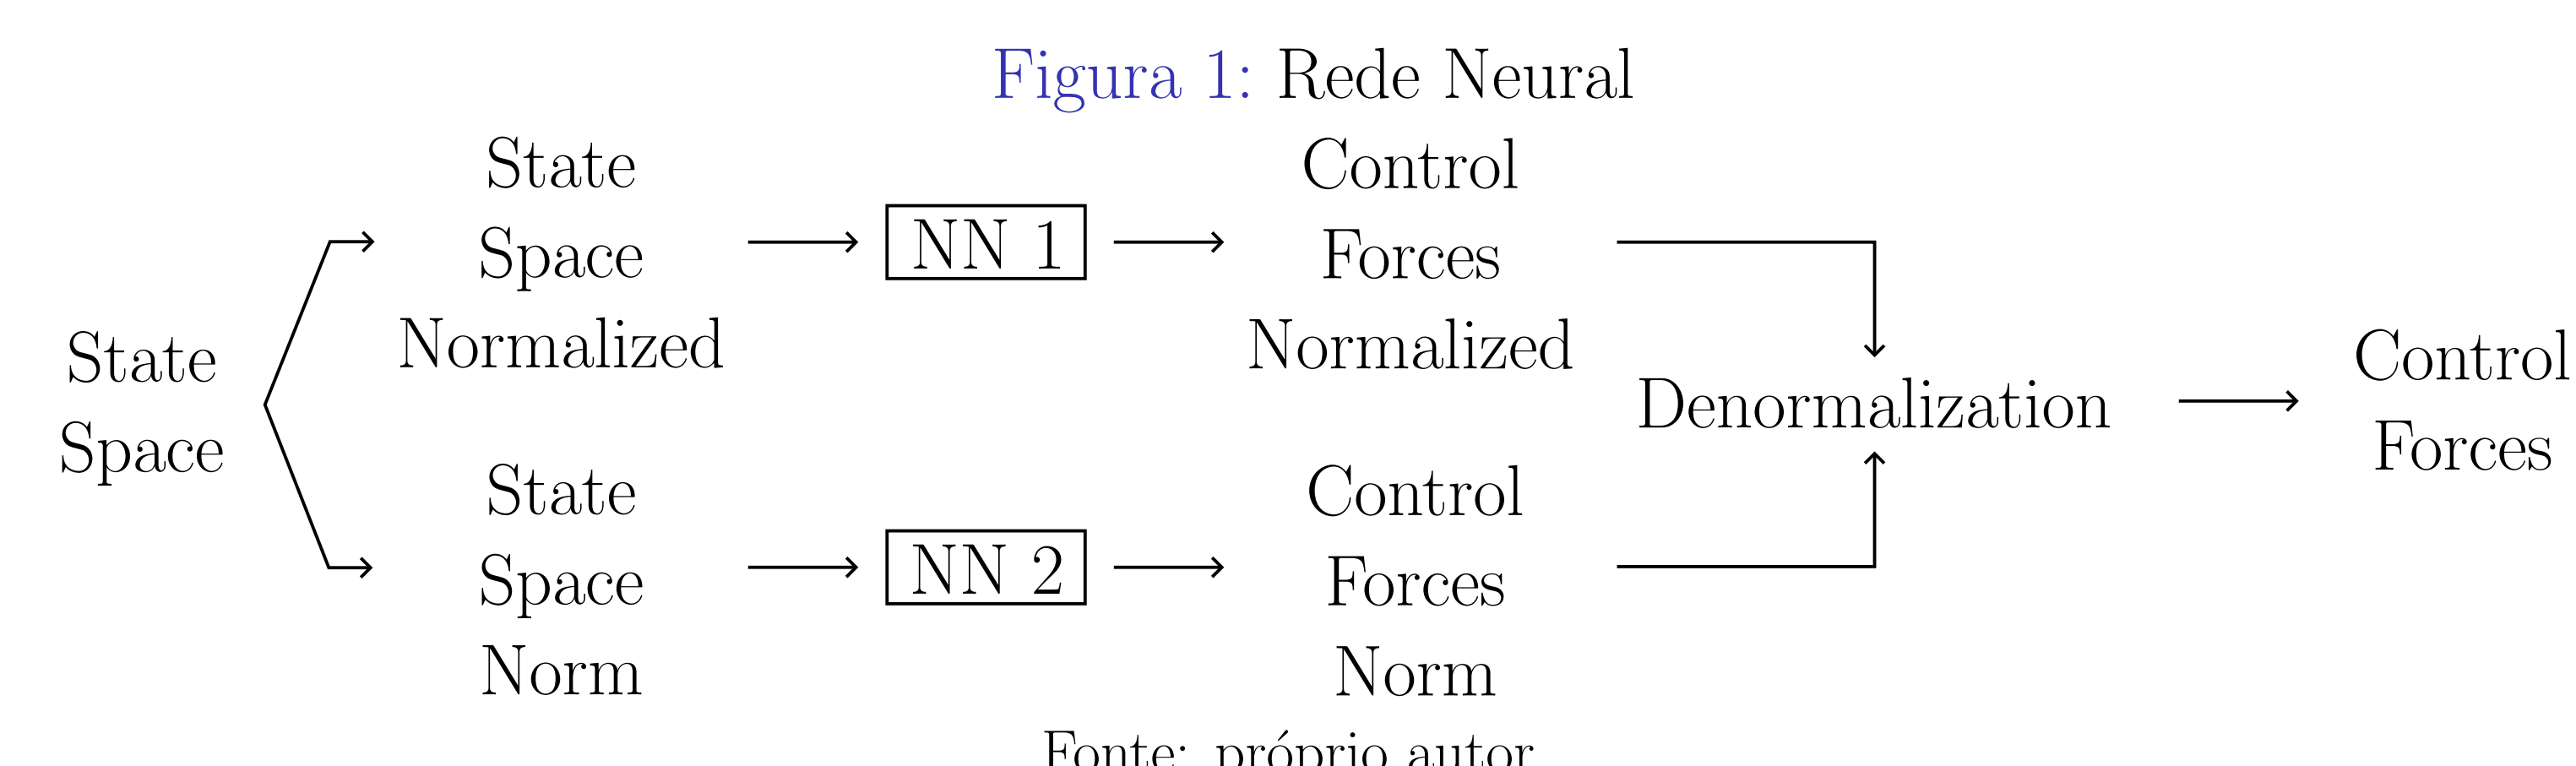 Figura 1: Rede Neural
State
Space
State
Space
Normalized
NN 1
Control
Forces
Normalized
State
Space
Norm
NN 2
Control
Forces
Norm
Denormalization
Control
Forces
Fonte: próprio autor